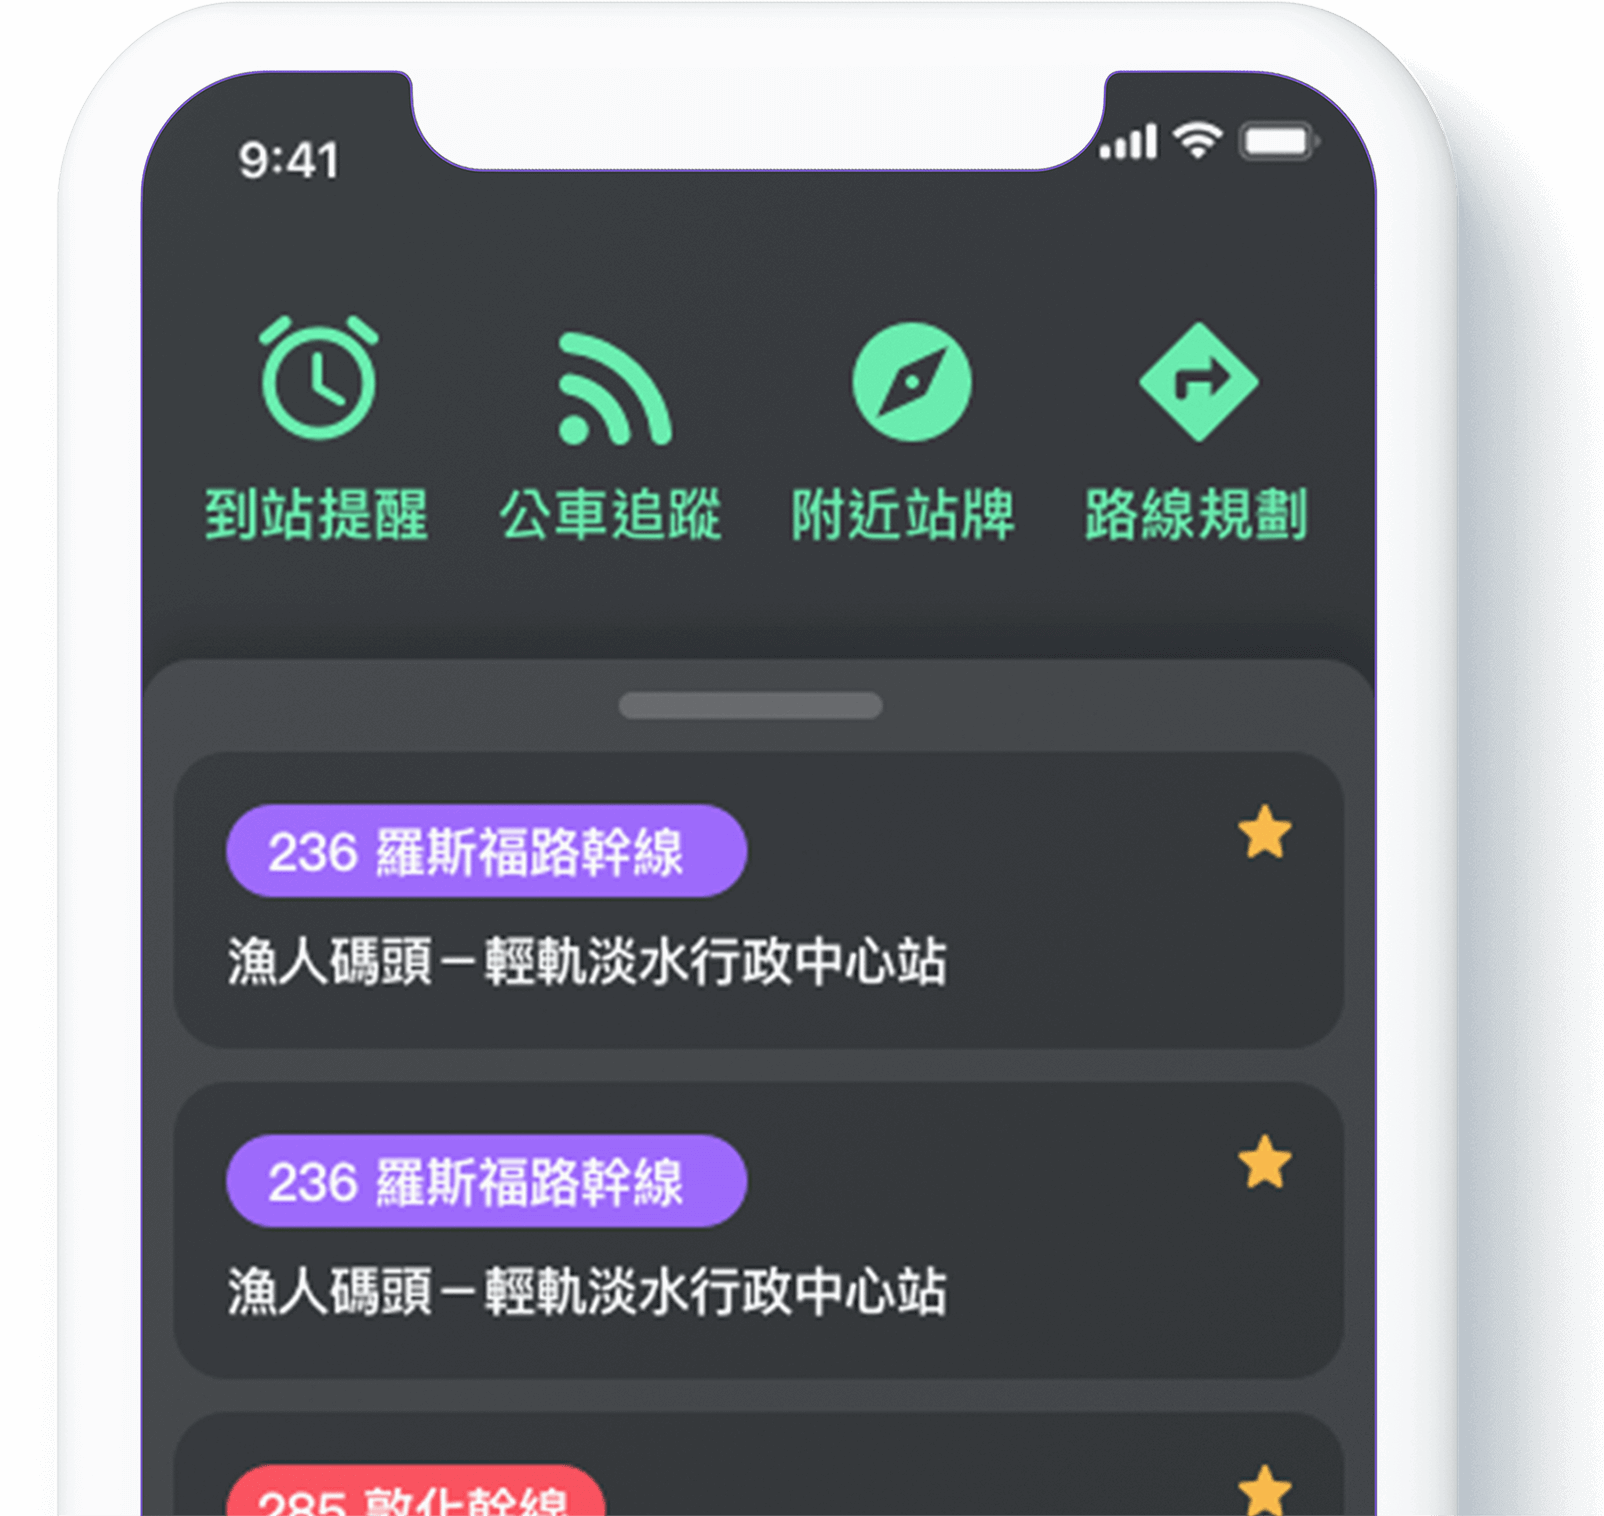 9:41
到站提醒 公車追蹤 附近站牌 路線規劃
236 羅斯福路幹線
漁人碼頭－輕軌淡水行政中心站
236 羅斯福路幹線
漁人碼頭－輕軌淡水行政中心站
285 敦化幹線